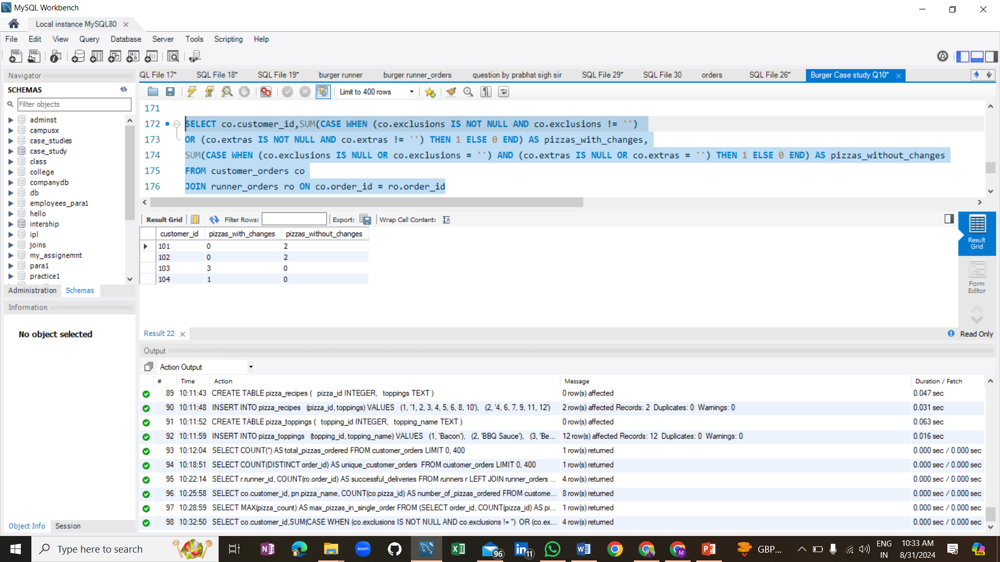 MySQL Workbench
Local instance MySQL80
File Edit View Query Database Server Tools Scripting Help
Navigator
SCHEMAS
Filter objects
adminst
campusx
case_studies
case_study
class
college
companydb
db
employees_para1
hello
intership
ipl
joins
my_assignemnt
para1
practice1
Administration Schemas
Information
No object selected
Object Info Session
SQL File 17* SQL File 18* SQL File 19* burger runner burger runner_orders question by prabhat sigh sir SQL File 29* SQL File 30 orders SQL File 26* Burger Case study Q10*
Limit to 400 rows
171
172 SELECT co.customer_id,SUM(CASE WHEN (co.exclusions IS NOT NULL AND co.exclusions != '')
173 OR (co.extras IS NOT NULL AND co.extras != '') THEN 1 ELSE 0 END) AS pizzas_with_changes,
174 SUM(CASE WHEN (co.exclusions IS NULL OR co.exclusions = '') AND (co.extras IS NULL OR co.extras = '') THEN 1 ELSE 0 END) AS pizzas_without_changes
175 FROM customer_orders co
176 JOIN runner_orders ro ON co.order_id = ro.order_id
Result Grid Filter Rows: Export: Wrap Cell Content:
customer_id pizzas_with_changes pizzas_without_changes
101 0 2
102 0 2
103 3 0
104 1 0
Result Grid
Form Editor
Result 22
Read Only
Output
Action Output
# Time Action Message Duration / Fetch
89 10:11:43 CREATE TABLE pizza_recipes ( pizza_id INTEGER, toppings TEXT ) 0 row(s) affected 0.047 sec
90 10:11:48 INSERT INTO pizza_recipes (pizza_id, toppings) VALUES (1, '1, 2, 3, 4, 5, 6, 8, 10'), (2, '4, 6, 7, 9, 11, 12') 2 row(s) affected Records: 2 Duplicates: 0 Warnings: 0 0.031 sec
91 10:11:52 CREATE TABLE pizza_toppings ( topping_id INTEGER, topping_name TEXT ) 0 row(s) affected 0.063 sec
92 10:11:59 INSERT INTO pizza_toppings (topping_id, topping_name) VALUES (1, 'Bacon'), (2, 'BBQ Sauce'), (3, 'Be... 12 row(s) affected Records: 12 Duplicates: 0 Warnings: 0 0.016 sec
93 10:12:04 SELECT COUNT(*) AS total_pizzas_ordered FROM customer_orders LIMIT 0, 400 1 row(s) returned 0.000 sec / 0.000 sec
94 10:18:51 SELECT COUNT(DISTINCT order_id) AS unique_customer_orders FROM customer_orders LIMIT 0, 400 1 row(s) returned 0.000 sec / 0.000 sec
95 10:22:14 SELECT r.runner_id, COUNT(ro.order_id) AS successful_deliveries FROM runners r LEFT JOIN runner_orders ... 4 row(s) returned 0.000 sec / 0.000 sec
96 10:25:58 SELECT co.customer_id, pn.pizza_name, COUNT(co.pizza_id) AS number_of_pizzas_ordered FROM custome... 8 row(s) returned 0.000 sec / 0.000 sec
97 10:28:59 SELECT MAX(pizza_count) AS max_pizzas_in_single_order FROM (SELECT order_id, COUNT(pizza_id) AS pi... 1 row(s) returned 0.000 sec / 0.000 sec
98 10:32:50 SELECT co.customer_id,SUM(CASE WHEN (co.exclusions IS NOT NULL AND co.exclusions != '') OR (co.ex... 4 row(s) returned 0.000 sec / 0.000 sec
Type here to search
zoom
96
11
GBP...
ENG
IN
10:33 AM
8/31/2024
PRE